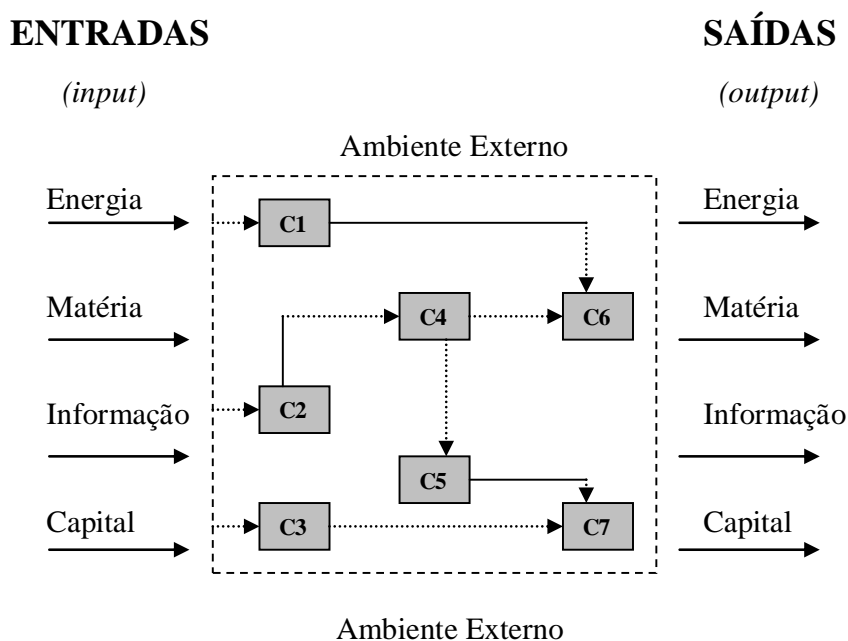 ENTRADAS SAÍDAS
(input) (output)
Ambiente Externo
Energia C1 Energia
Matéria C4 C6 Matéria
Informação C2 Informação
C5
Capital C3 C7 Capital
Ambiente Externo